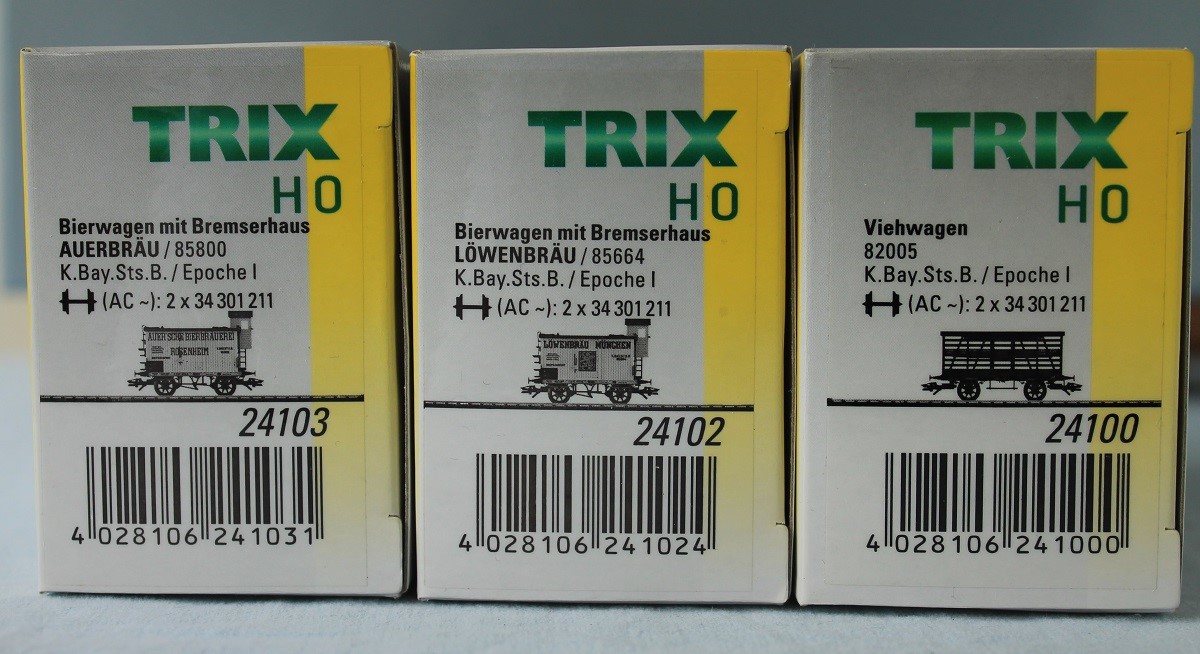 TRIX
H0
Bierwagen mit Bremserhaus
AUERBRÄU / 85800
K.Bay.Sts.B. / Epoche I
(AC ~): 2 x 34 301 211
ROSENHEIM
24103
4 028106 241031
TRIX
H0
Bierwagen mit Bremserhaus
LÖWENBRÄU / 85664
K.Bay.Sts.B. / Epoche I
(AC ~): 2 x 34 301 211
LÖWENBRÄU MÜNCHEN
24102
4 028106 241024
TRIX
H0
Viehwagen
82005
K.Bay.Sts.B. / Epoche I
(AC ~): 2 x 34 301 211
24100
4 028106 241000